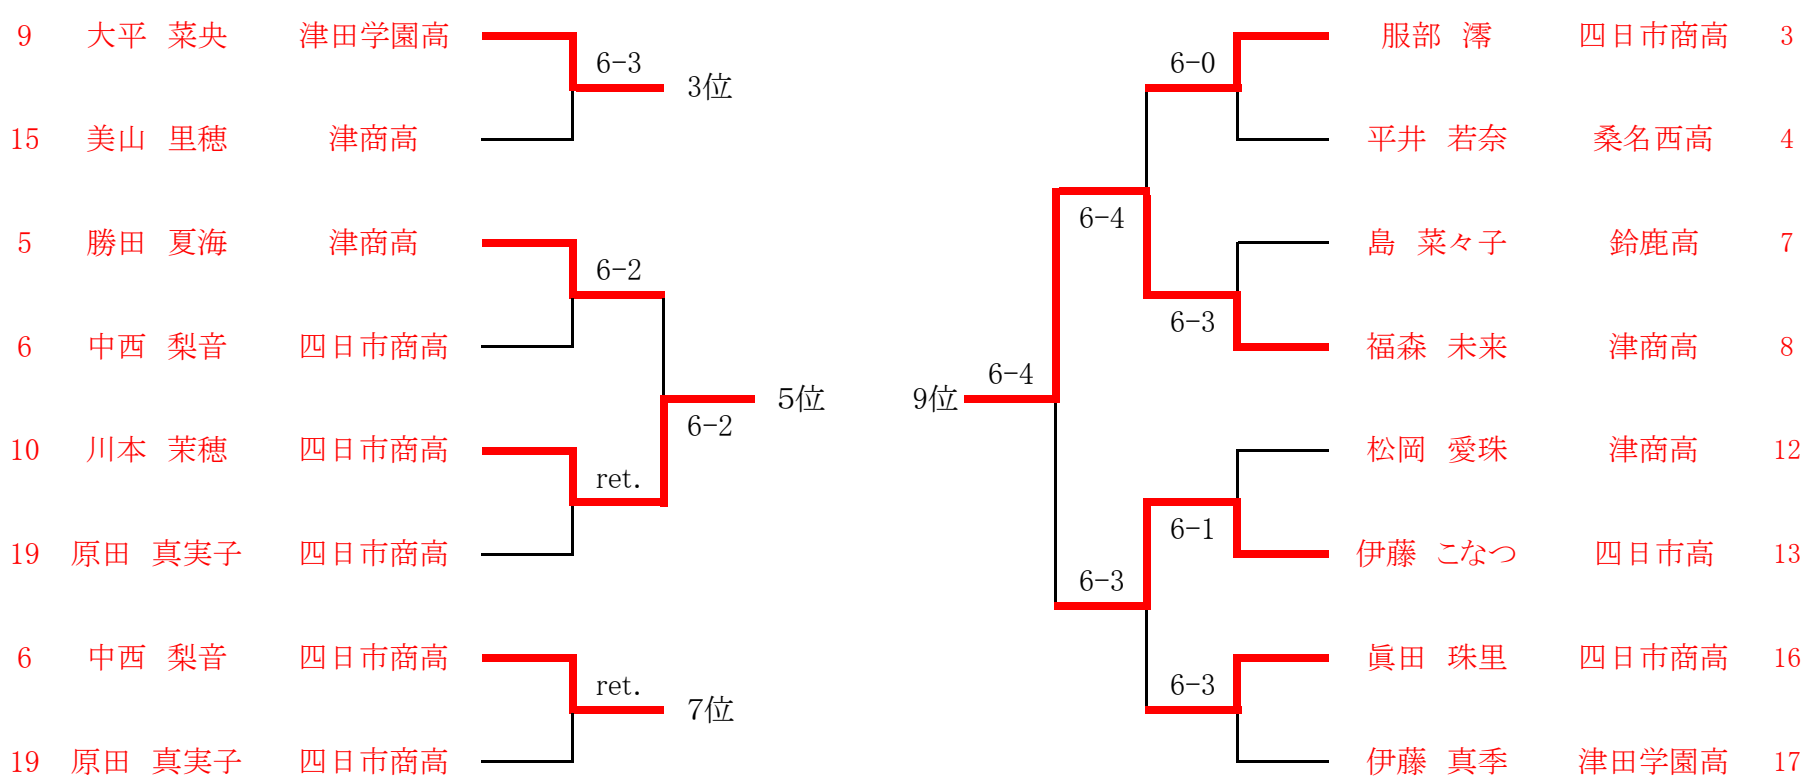 9 大平 菜央 津田学園高
6-3
3位
15 美山 里穂 津商高
5 勝田 夏海 津商高
6-2
6 中西 梨音 四日市商高
5位
6-2
10 川本 茉穂 四日市商高
ret.
19 原田 真実子 四日市商高
6 中西 梨音 四日市商高
ret.
7位
19 原田 真実子 四日市商高
服部 澪 四日市商高 3
6-0
平井 若奈 桑名西高 4
6-4
島 菜々子 鈴鹿高 7
6-3
福森 未来 津商高 8
6-4
9位
松岡 愛珠 津商高 12
6-1
伊藤 こなつ 四日市高 13
6-3
眞田 珠里 四日市商高 16
6-3
伊藤 真季 津田学園高 17